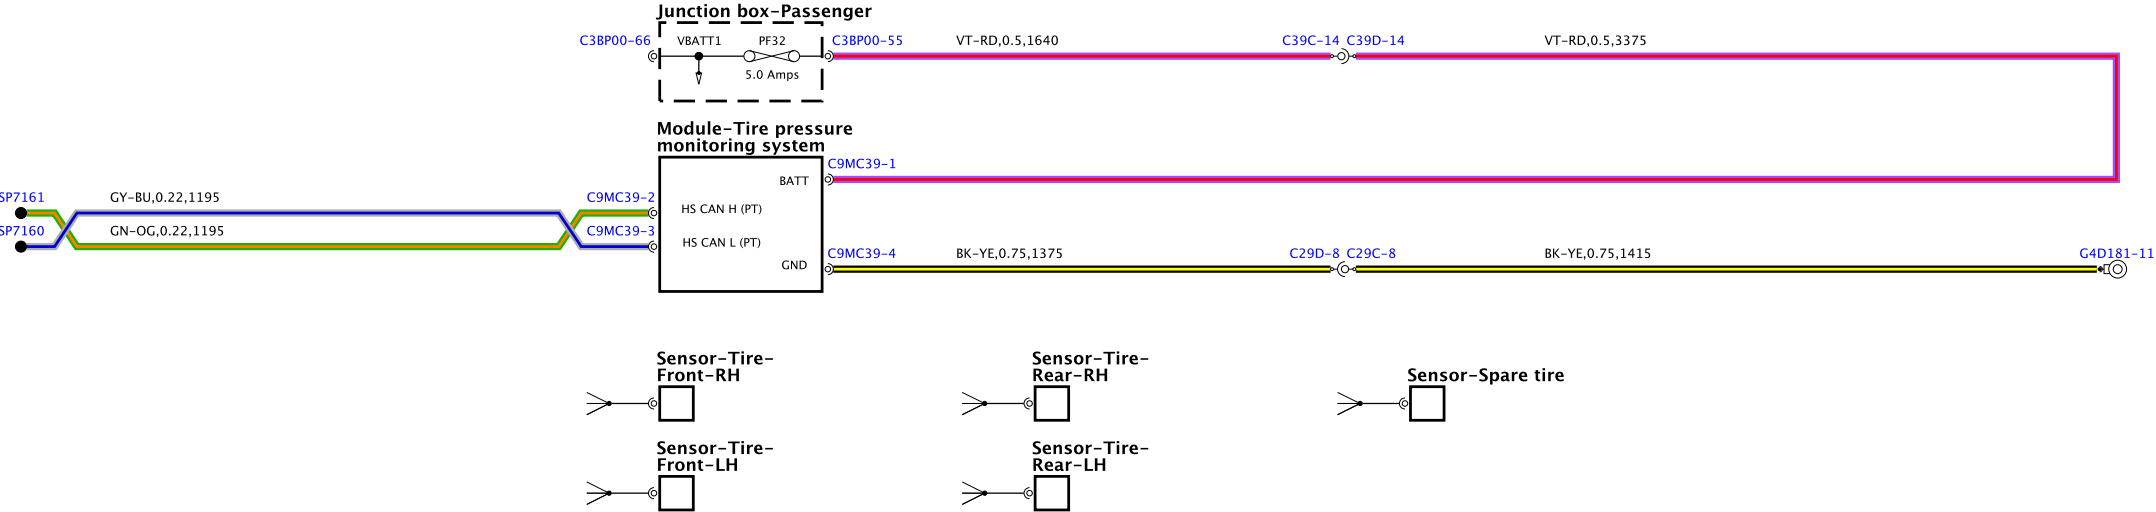 Junction box-Passenger
C3BP00-66
VBATT1
PF32
5.0 Amps
C3BP00-55
VT-RD,0.5,1640
C39C-14
C39D-14
VT-RD,0.5,3375
Module-Tire pressure
monitoring system
C9MC39-1
BATT
SP7161
GY-BU,0.22,1195
C9MC39-2
HS CAN H (PT)
SP7160
GN-OG,0.22,1195
C9MC39-3
HS CAN L (PT)
GND
C9MC39-4
BK-YE,0.75,1375
C29D-8
C29C-8
BK-YE,0.75,1415
G4D181-11
Sensor-Tire-
Front-RH
Sensor-Tire-
Rear-RH
Sensor-Spare tire
Sensor-Tire-
Front-LH
Sensor-Tire-
Rear-LH